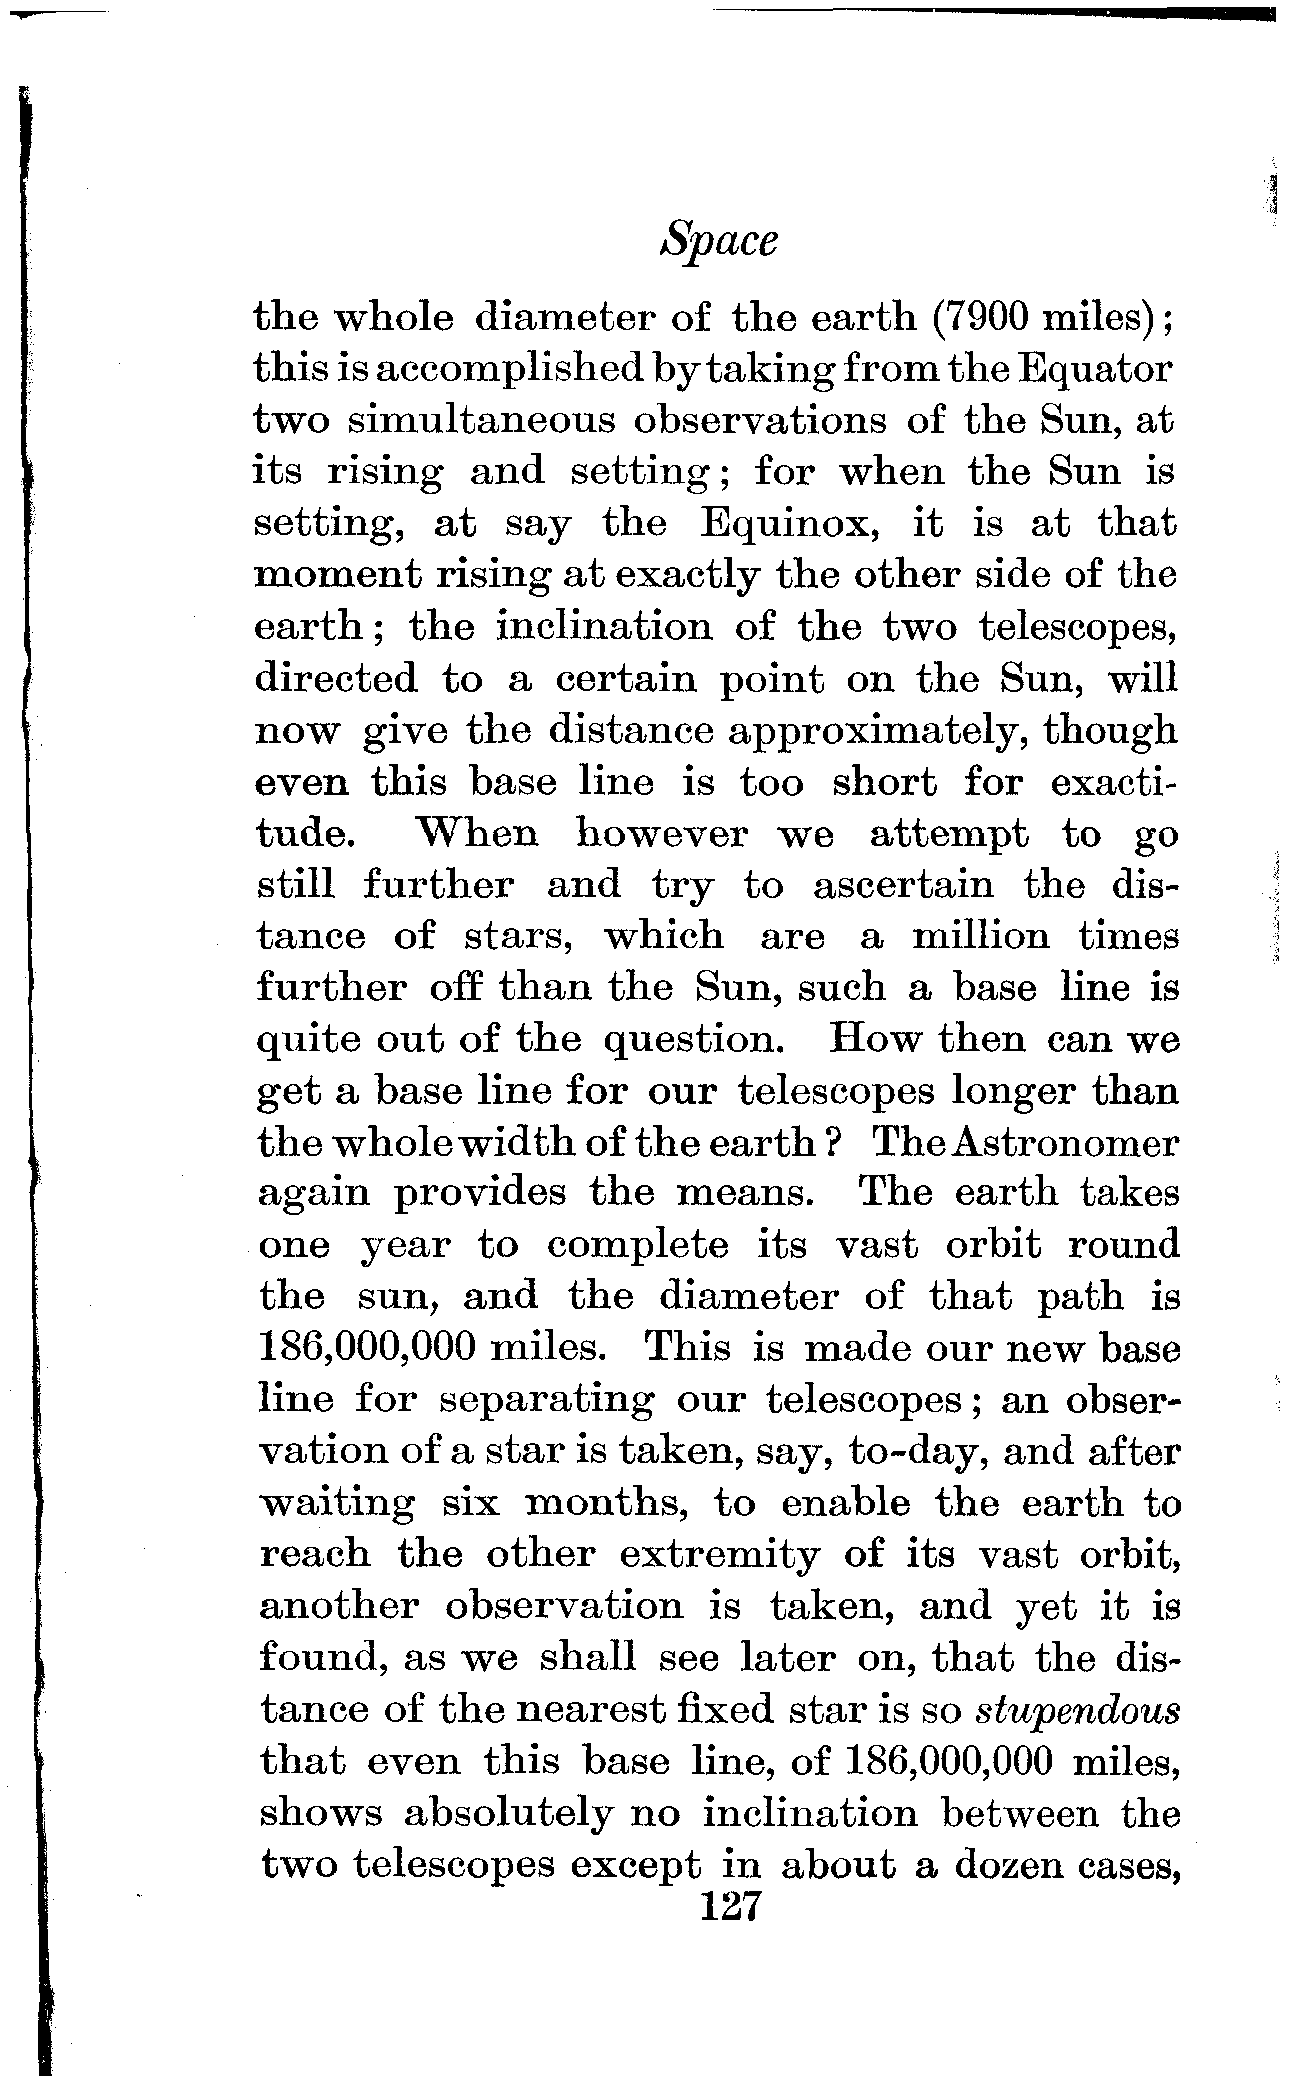 Space
the whole diameter of the earth (7900 miles);
this is accomplished by taking from the Equator
two simultaneous observations of the Sun, at
its rising and setting; for when the Sun is
setting, at say the Equinox, it is at that
moment rising at exactly the other side of the
earth; the inclination of the two telescopes,
directed to a certain point on the Sun, will
now give the distance approximately, though
even this base line is too short for exacti-
tude. When however we attempt to go
still further and try to ascertain the dis-
tance of stars, which are a million times
further off than the Sun, such a base line is
quite out of the question. How then can we
get a base line for our telescopes longer than
the whole width of the earth? The Astronomer
again provides the means. The earth takes
one year to complete its vast orbit round
the sun, and the diameter of that path is
186,000,000 miles. This is made our new base
line for separating our telescopes; an obser-
vation of a star is taken, say, to-day, and after
waiting six months, to enable the earth to
reach the other extremity of its vast orbit,
another observation is taken, and yet it is
found, as we shall see later on, that the dis-
tance of the nearest fixed star is so stupendous
that even this base line, of 186,000,000 miles,
shows absolutely no inclination between the
two telescopes except in about a dozen cases,
127